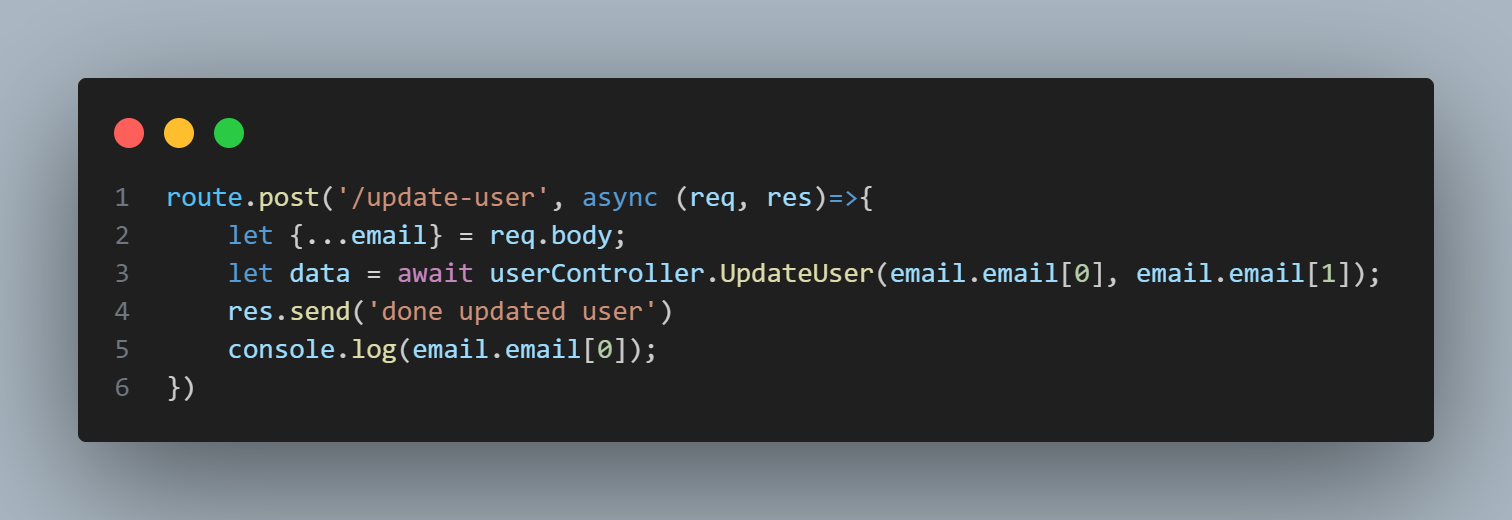 1 route.post('/update-user', async (req, res)=>{
2     let {...email} = req.body;
3     let data = await userController.UpdateUser(email.email[0], email.email[1]);
4     res.send('done updated user')
5     console.log(email.email[0]);
6 })